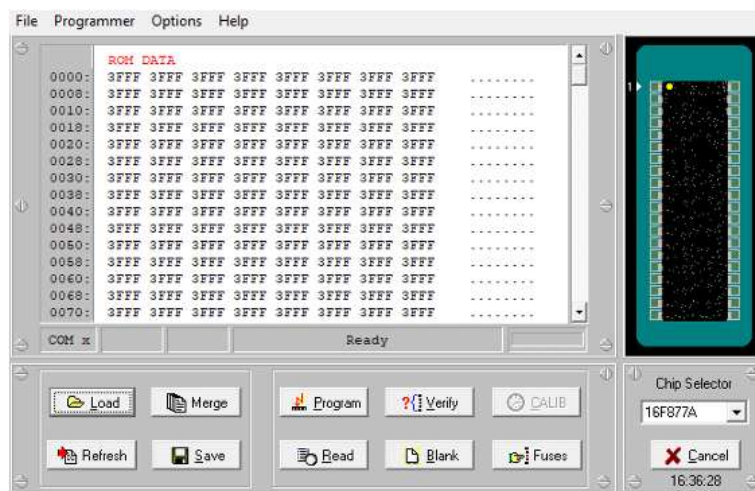 File Programmer Options Help
ROM DATA
0000: 3FFF 3FFF 3FFF 3FFF 3FFF 3FFF 3FFF 3FFF ........
0008: 3FFF 3FFF 3FFF 3FFF 3FFF 3FFF 3FFF 3FFF ........
0010: 3FFF 3FFF 3FFF 3FFF 3FFF 3FFF 3FFF 3FFF ........
0018: 3FFF 3FFF 3FFF 3FFF 3FFF 3FFF 3FFF 3FFF ........
0020: 3FFF 3FFF 3FFF 3FFF 3FFF 3FFF 3FFF 3FFF ........
0028: 3FFF 3FFF 3FFF 3FFF 3FFF 3FFF 3FFF 3FFF ........
0030: 3FFF 3FFF 3FFF 3FFF 3FFF 3FFF 3FFF 3FFF ........
0038: 3FFF 3FFF 3FFF 3FFF 3FFF 3FFF 3FFF 3FFF ........
0040: 3FFF 3FFF 3FFF 3FFF 3FFF 3FFF 3FFF 3FFF ........
0048: 3FFF 3FFF 3FFF 3FFF 3FFF 3FFF 3FFF 3FFF ........
0050: 3FFF 3FFF 3FFF 3FFF 3FFF 3FFF 3FFF 3FFF ........
0058: 3FFF 3FFF 3FFF 3FFF 3FFF 3FFF 3FFF 3FFF ........
0060: 3FFF 3FFF 3FFF 3FFF 3FFF 3FFF 3FFF 3FFF ........
0068: 3FFF 3FFF 3FFF 3FFF 3FFF 3FFF 3FFF 3FFF ........
0070: 3FFF 3FFF 3FFF 3FFF 3FFF 3FFF 3FFF 3FFF ........
1
COM x Ready
Load Merge Program Verify CALIB
Refresh Save Read Blank Fuses
Chip Selector
16F877A
Cancel
16:36:28